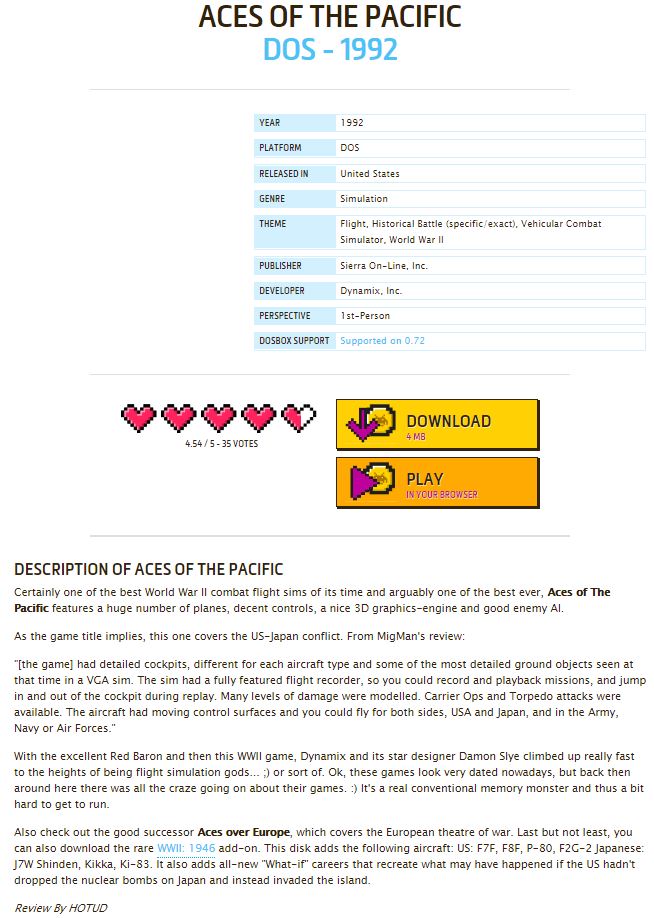 ACES OF THE PACIFIC
DOS - 1992
YEAR 1992
PLATFORM DOS
RELEASED IN United States
GENRE Simulation
THEME Flight, Historical Battle (specific/exact), Vehicular Combat
Simulator, World War II
PUBLISHER Sierra On-Line, Inc.
DEVELOPER Dynamix, Inc.
PERSPECTIVE 1st-Person
DOSBOX SUPPORT Supported on 0.72
4.54 / 5 - 35 VOTES
DOWNLOAD
4 MB
PLAY
IN YOUR BROWSER
DESCRIPTION OF ACES OF THE PACIFIC
Certainly one of the best World War II combat flight sims of its time and arguably one of the best ever, Aces of The
Pacific features a huge number of planes, decent controls, a nice 3D graphics-engine and good enemy AI.
As the game title implies, this one covers the US-Japan conflict. From MigMan's review:
"[the game] had detailed cockpits, different for each aircraft type and some of the most detailed ground objects seen at
that time in a VGA sim. The sim had a fully featured flight recorder, so you could record and playback missions, and jump
in and out of the cockpit during replay. Many levels of damage were modelled. Carrier Ops and Torpedo attacks were
available. The aircraft had moving control surfaces and you could fly for both sides, USA and Japan, and in the Army,
Navy or Air Forces."
With the excellent Red Baron and then this WWII game, Dynamix and its star designer Damon Slye climbed up really fast
to the heights of being flight simulation gods... ;) or sort of. Ok, these games look very dated nowadays, but back then
around here there was all the craze going on about their games. :) It's a real conventional memory monster and thus a bit
hard to get to run.
Also check out the good successor Aces over Europe, which covers the European theatre of war. Last but not least, you
can also download the rare WWII: 1946 add-on. This disk adds the following aircraft: US: F7F, F8F, P-80, F2G-2 Japanese:
J7W Shinden, Kikka, Ki-83. It also adds all-new "What-if" careers that recreate what may have happened if the US hadn't
dropped the nuclear bombs on Japan and instead invaded the island.
Review By HOTUD